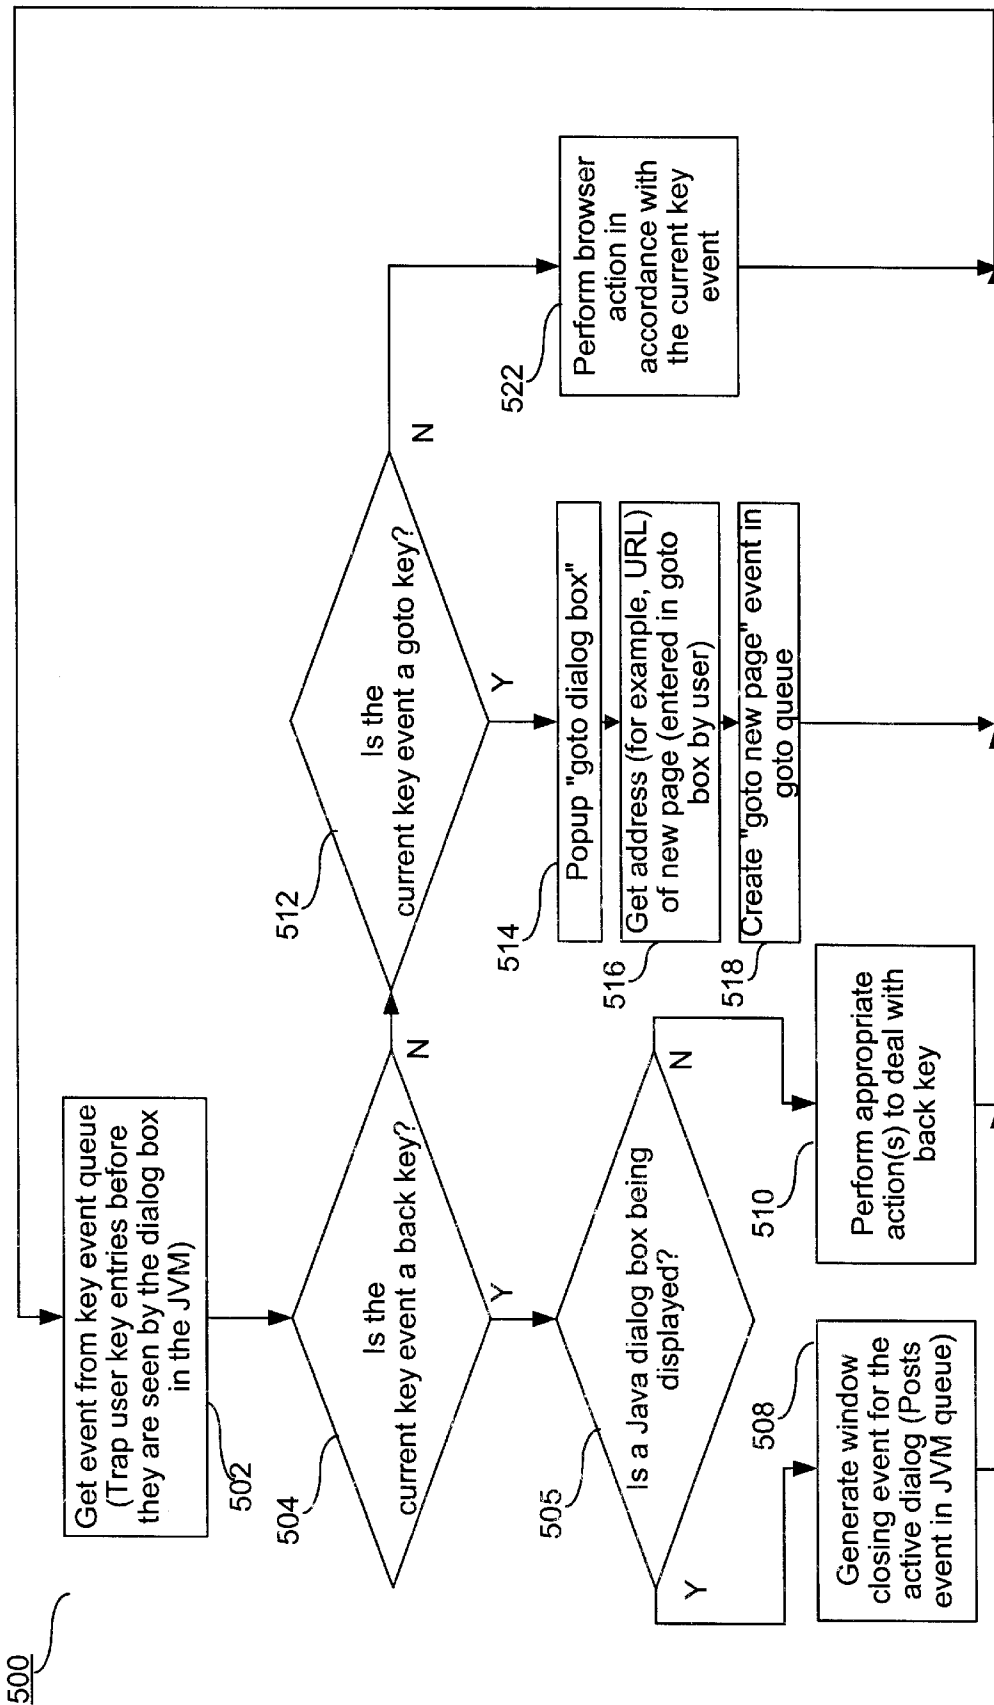 500
Get event from key event queue
(Trap user key entries before
they are seen by the dialog box
in the JVM)
502
Is the
current key event a back key?
504
N
Y
Is the
current key event a goto key?
512
N
Y
Is a Java dialog box being
displayed?
505
Y
N
Generate window
closing event for the
active dialog (Posts
event in JVM queue)
508
Perform appropriate
action(s) to deal with
back key
510
Popup "goto dialog box"
514
Get address (for example, URL)
of new page (entered in goto
box by user)
516
Create "goto new page" event in
goto queue
518
Perform browser
action in
accordance with
the current key
event
522